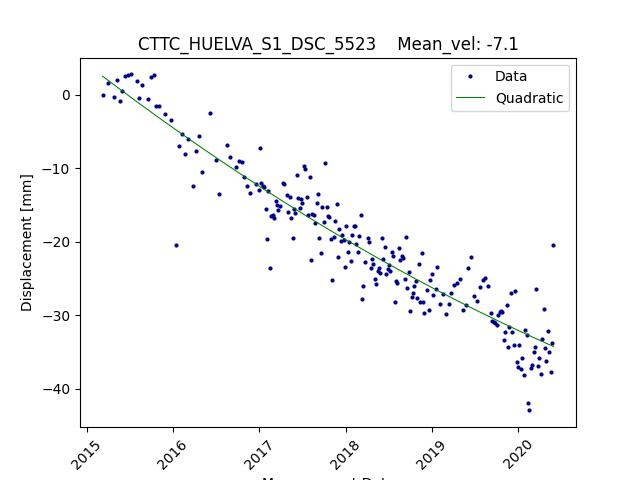 CTTC_HUELVA_S1_DSC_5523    Mean_vel: -7.1
Data
Quadratic
Displacement [mm]
0
−10
−20
−30
−40
2015
2016
2017
2018
2019
2020